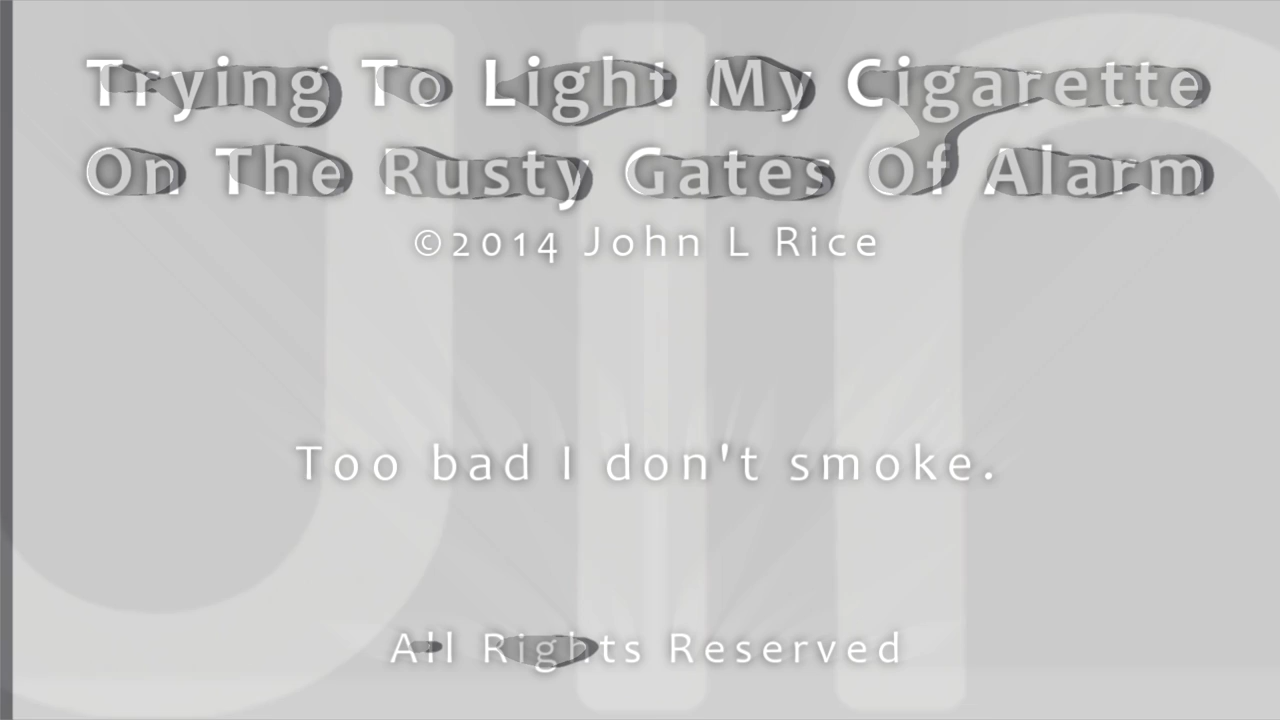 Trying To Light My Cigarette
On The Rusty Gates Of Alarm
©2014 John L Rice
Too bad I don't smoke.
All Rights Reserved